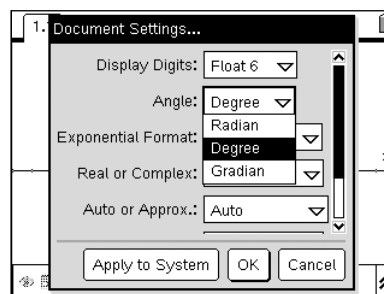 1.
Document Settings...
Display Digits: Float 6
Angle: Degree
Radian
Exponential Format:
Degree
Real or Complex: Gradian
Auto or Approx.: Auto
Apply to System OK Cancel